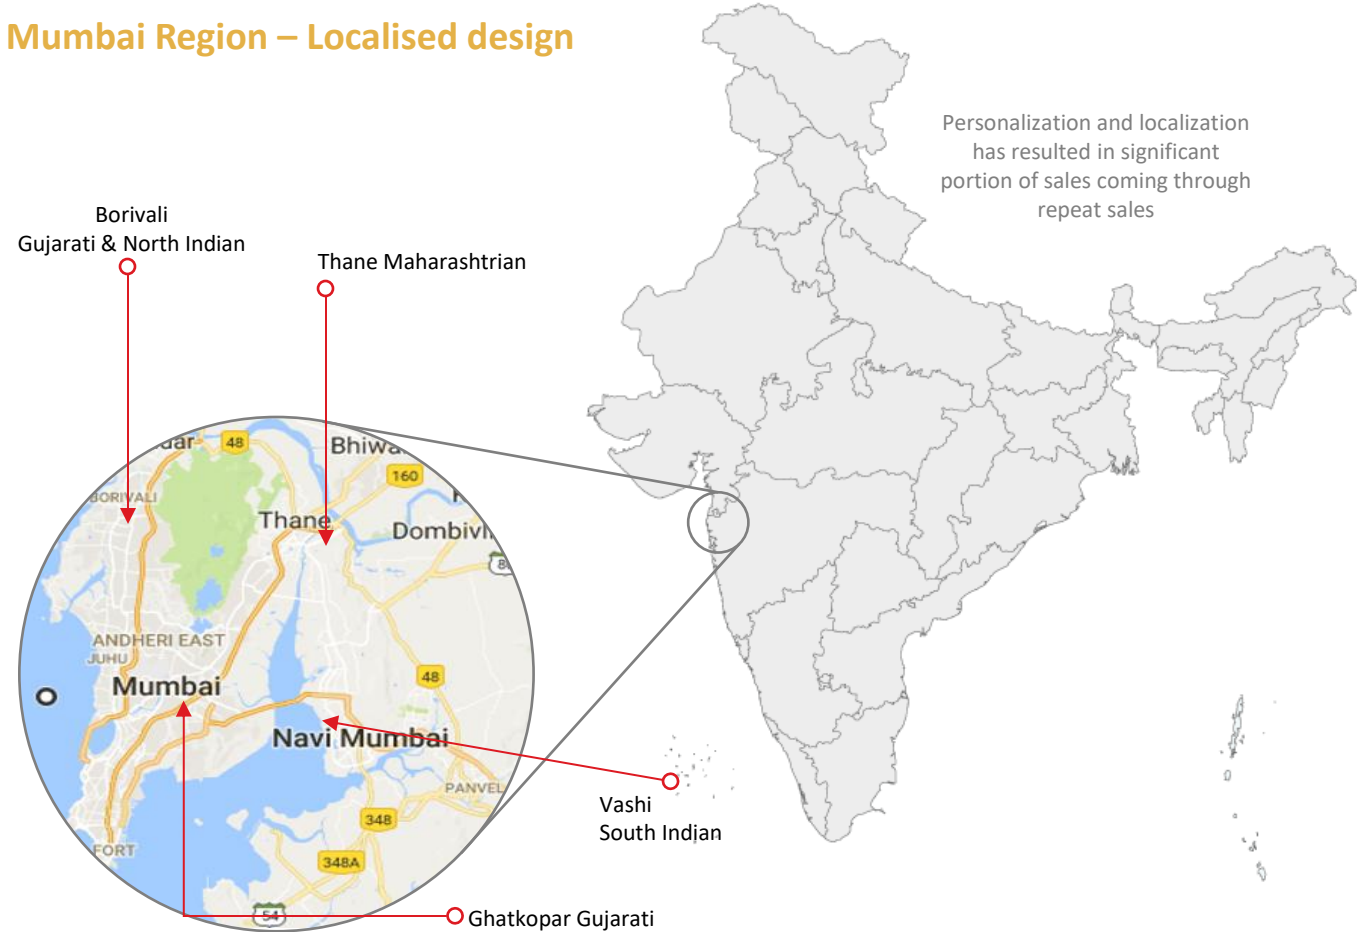 Mumbai Region – Localised design
Personalization and localization
has resulted in significant
portion of sales coming through
repeat sales
Borivali
Gujarati & North Indian
Thane Maharashtrian
48
160
BORIVALI
Thane
ANDHERI EAST
JUHU
Mumbai
48
Navi Mumbai
PANVEL
348
FORT
348A
54
Vashi
South Indian
Ghatkopar Gujarati